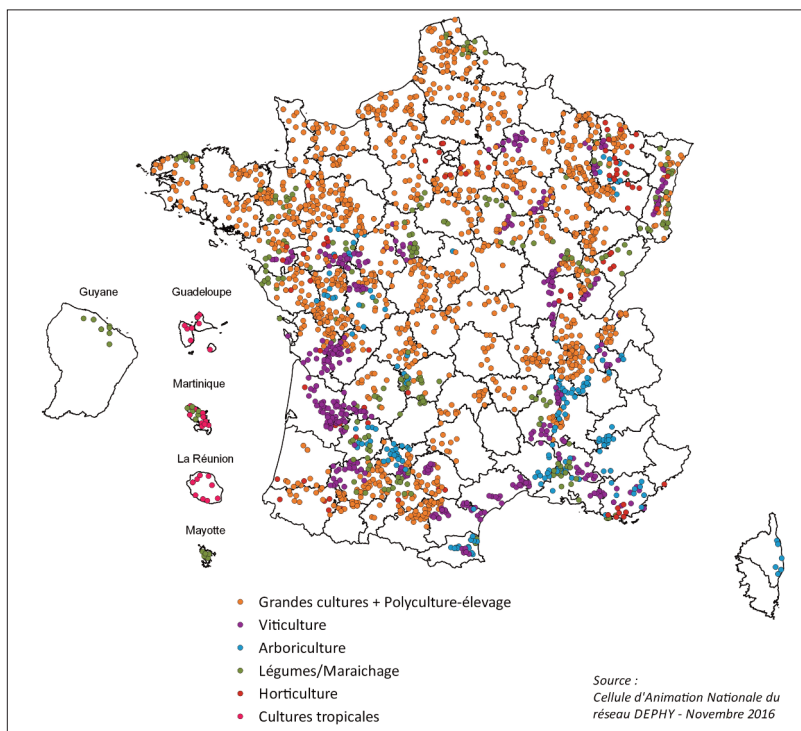 Guyane
Guadeloupe
Martinique
La Réunion
Mayotte
Grandes cultures + Polyculture-élevage
Viticulture
Arboriculture
Légumes/Maraichage
Horticulture
Cultures tropicales
Source :
Cellule d'Animation Nationale du
réseau DEPHY - Novembre 2016